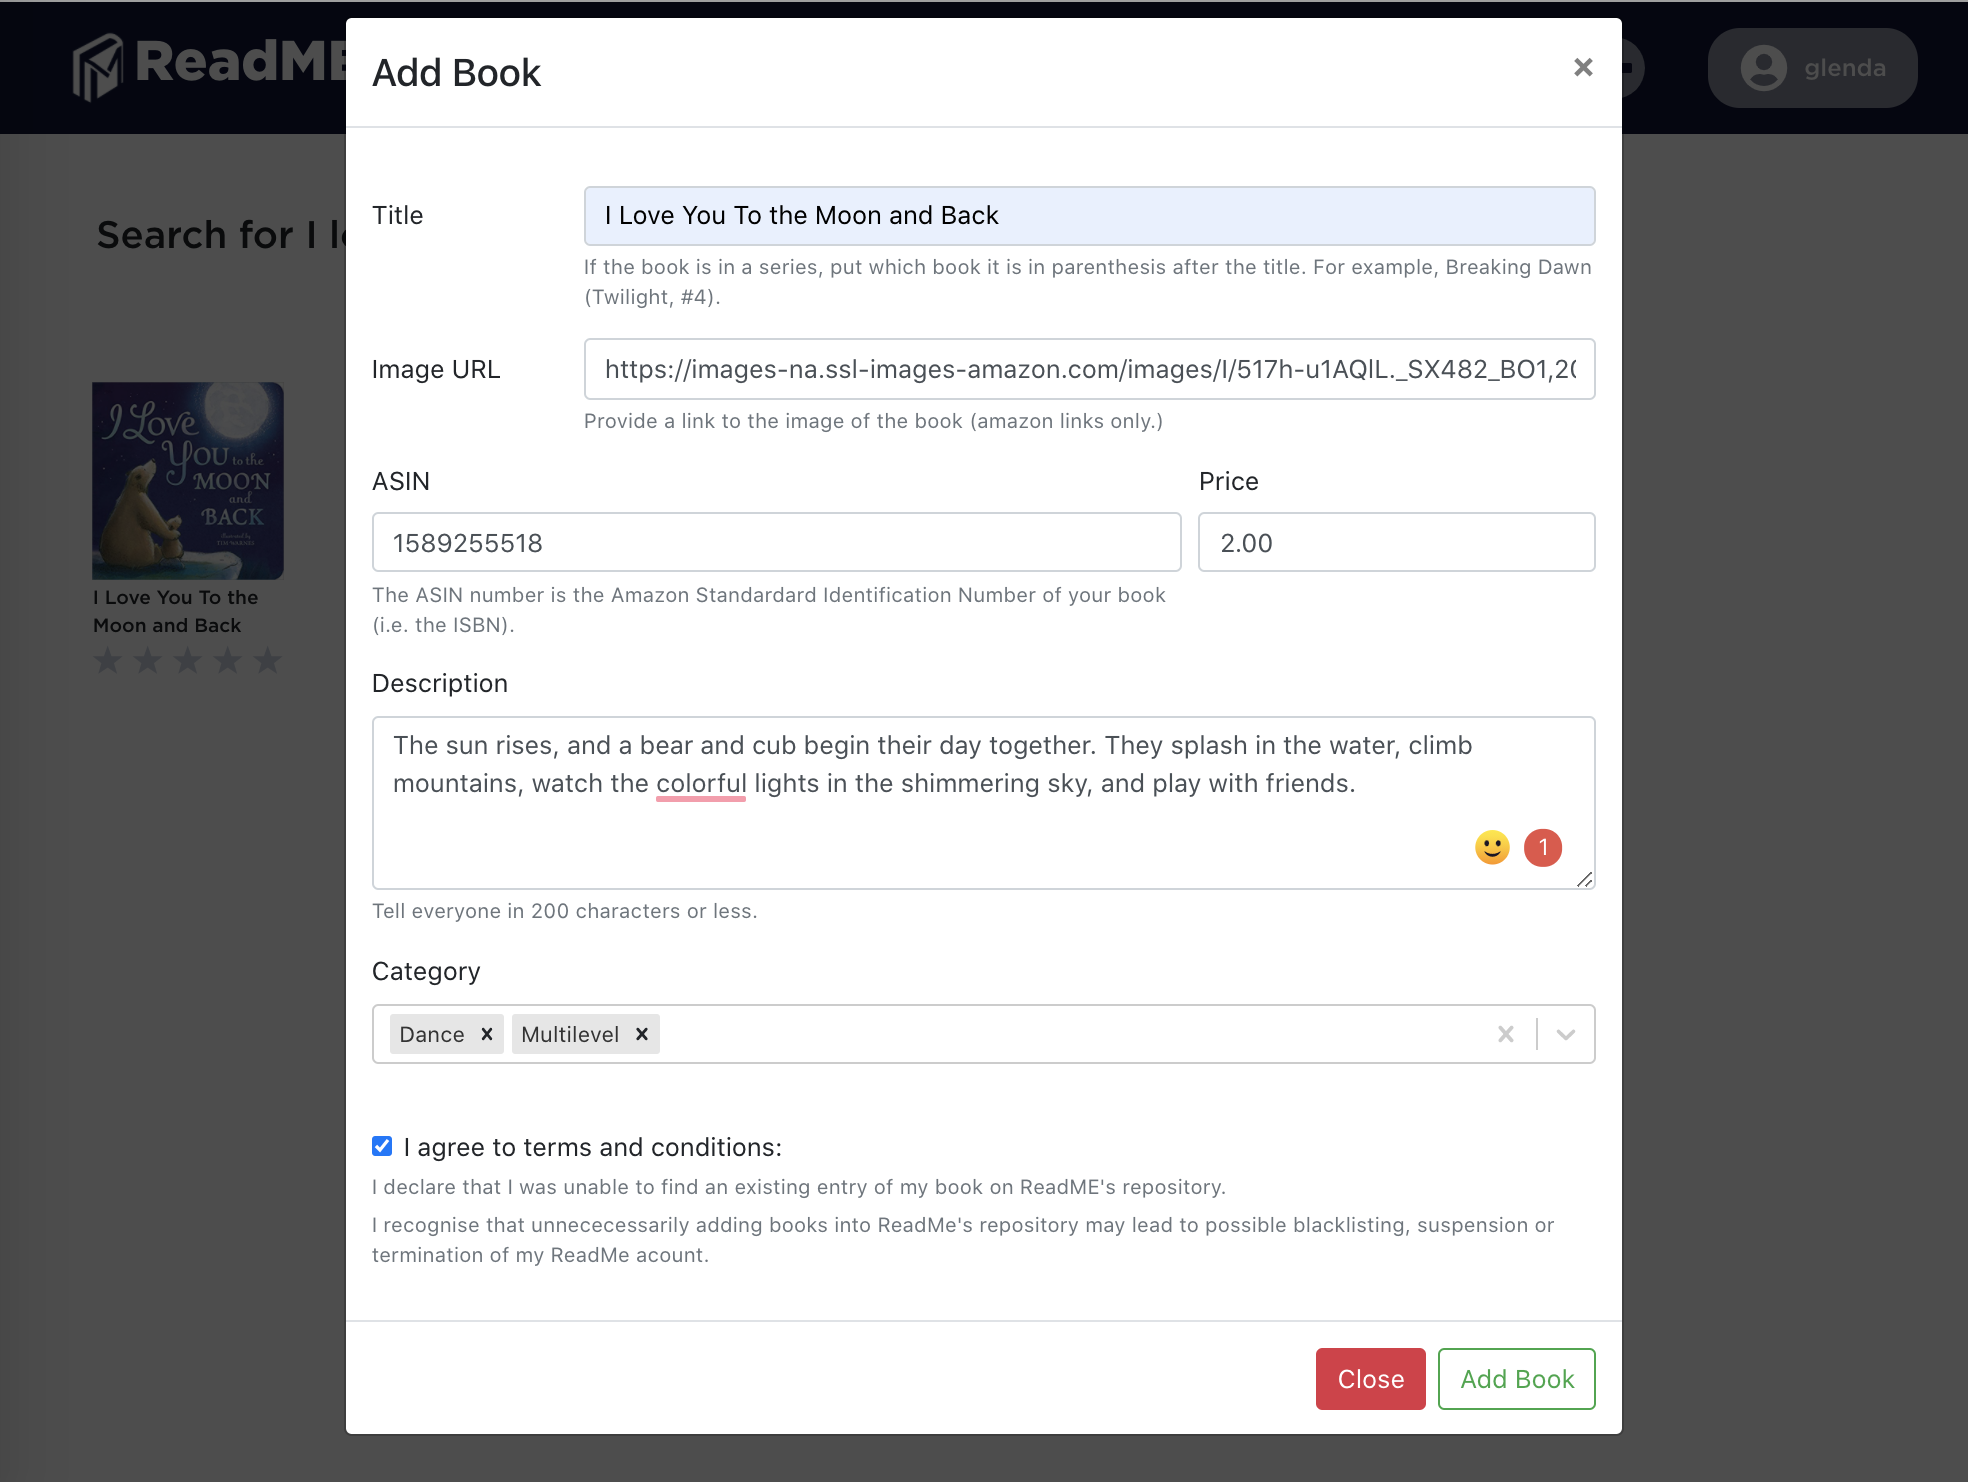 ReadME
glenda
Add Book
×
Search for I l
Title
I Love You To the Moon and Back
If the book is in a series, put which book it is in parenthesis after the title. For example, Breaking Dawn
(Twilight, #4).
Image URL
https://images-na.ssl-images-amazon.com/images/I/517h-u1AQlL._SX482_BO1,20
Provide a link to the image of the book (amazon links only.)
I Love
You to the
MOON
and
BACK
Illustrated by
TIM WARNES
I Love You To the
Moon and Back
ASIN
Price
1589255518
2.00
The ASIN number is the Amazon Standardard Identification Number of your book
(i.e. the ISBN).
Description
The sun rises, and a bear and cub begin their day together. They splash in the water, climb
mountains, watch the colorful lights in the shimmering sky, and play with friends.
1
Tell everyone in 200 characters or less.
Category
Dance × Multilevel ×
I agree to terms and conditions:
I declare that I was unable to find an existing entry of my book on ReadME's repository.
I recognise that unnececessarily adding books into ReadMe's repository may lead to possible blacklisting, suspension or
termination of my ReadMe acount.
Close
Add Book